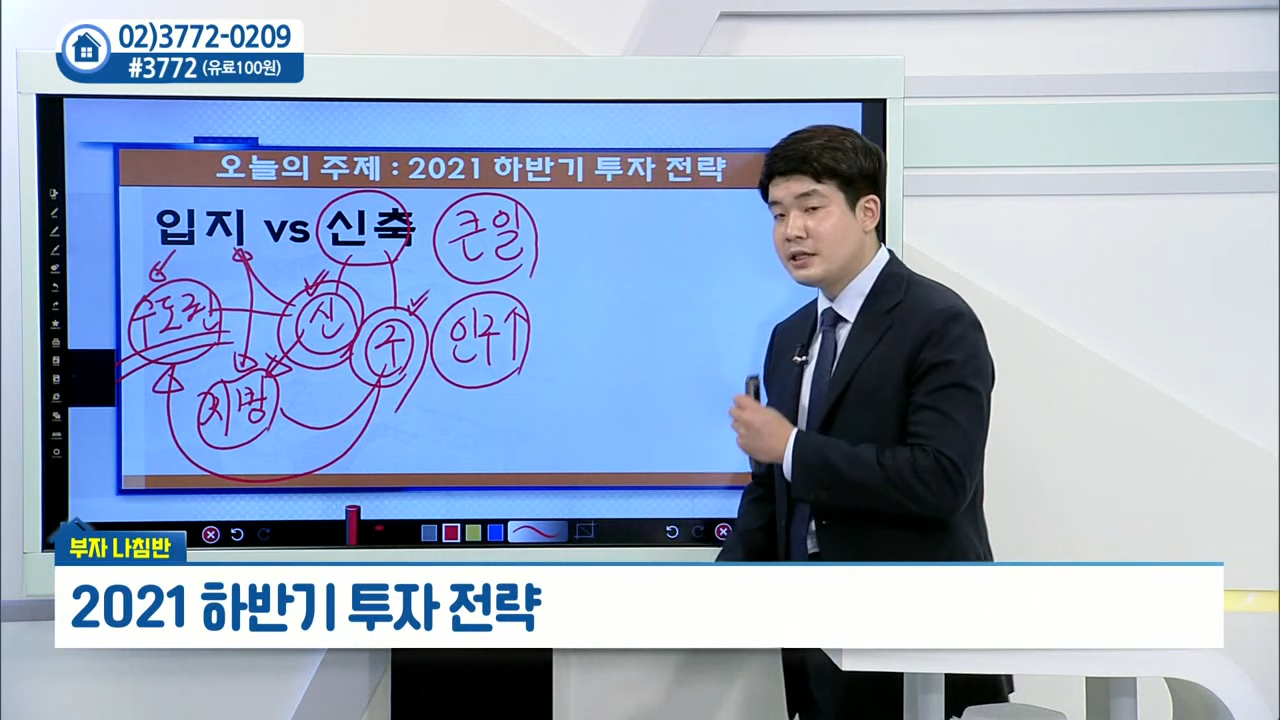 02)3772-0209
#3772 (유료100원)
오늘의 주제 : 2021 하반기 투자 전략
입지 vs 신축
큰일
수도권
신
구
인구↑
지방
부자 나침반
2021 하반기 투자 전략